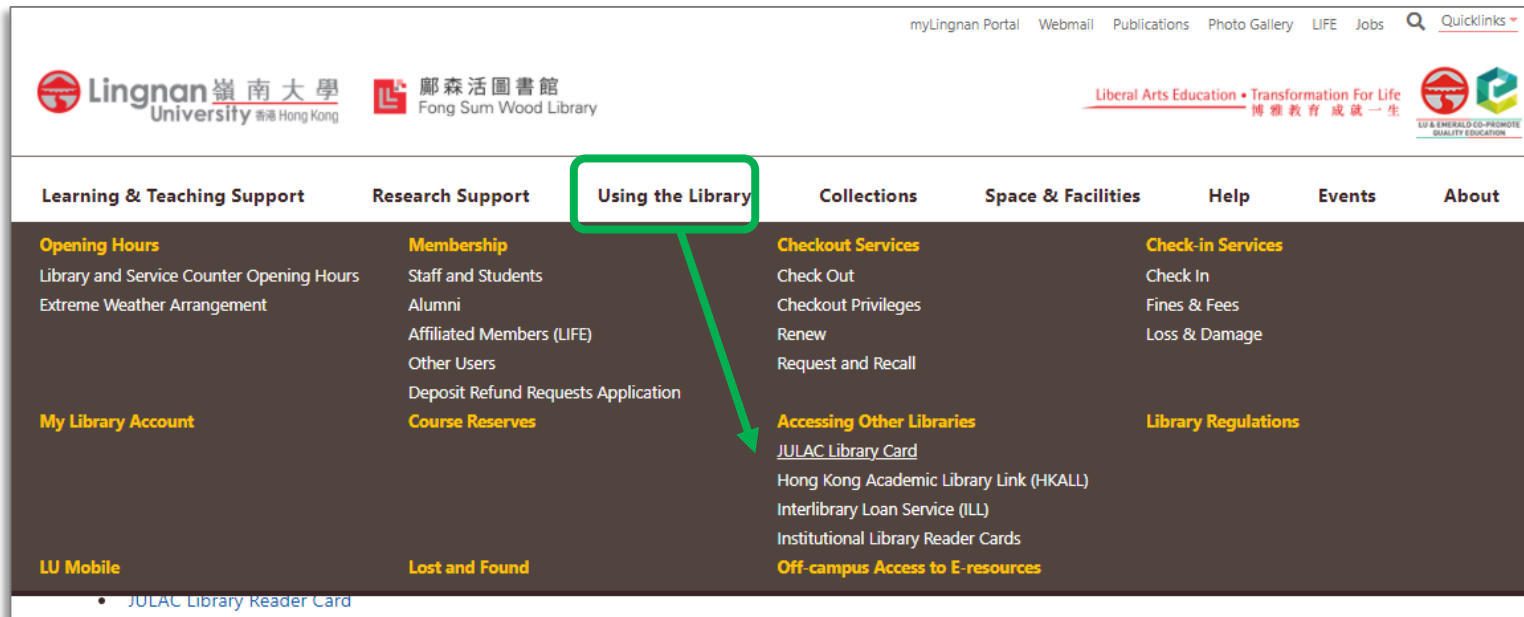 myLingnan Portal Webmail Publications Photo Gallery LIFE Jobs Quicklinks
Lingnan 嶺南大學
University 香港 Hong Kong
鄺森活圖書館
Fong Sum Wood Library
Liberal Arts Education • Transformation For Life
博雅教育 成就一生
LU & EMERALD CO-PROMOTE
QUALITY EDUCATION
Learning & Teaching Support Research Support Using the Library Collections Space & Facilities Help Events About
Opening Hours Membership Checkout Services Check-in Services
Library and Service Counter Opening Hours Staff and Students Check Out Check In
Extreme Weather Arrangement Alumni Checkout Privileges Fines & Fees
Affiliated Members (LIFE) Renew Loss & Damage
Other Users Request and Recall
Deposit Refund Requests Application
My Library Account Course Reserves Accessing Other Libraries Library Regulations
JULAC Library Card
Hong Kong Academic Library Link (HKALL)
Interlibrary Loan Service (ILL)
Institutional Library Reader Cards
LU Mobile Lost and Found Off-campus Access to E-resources
• JULAC Library Reader Card